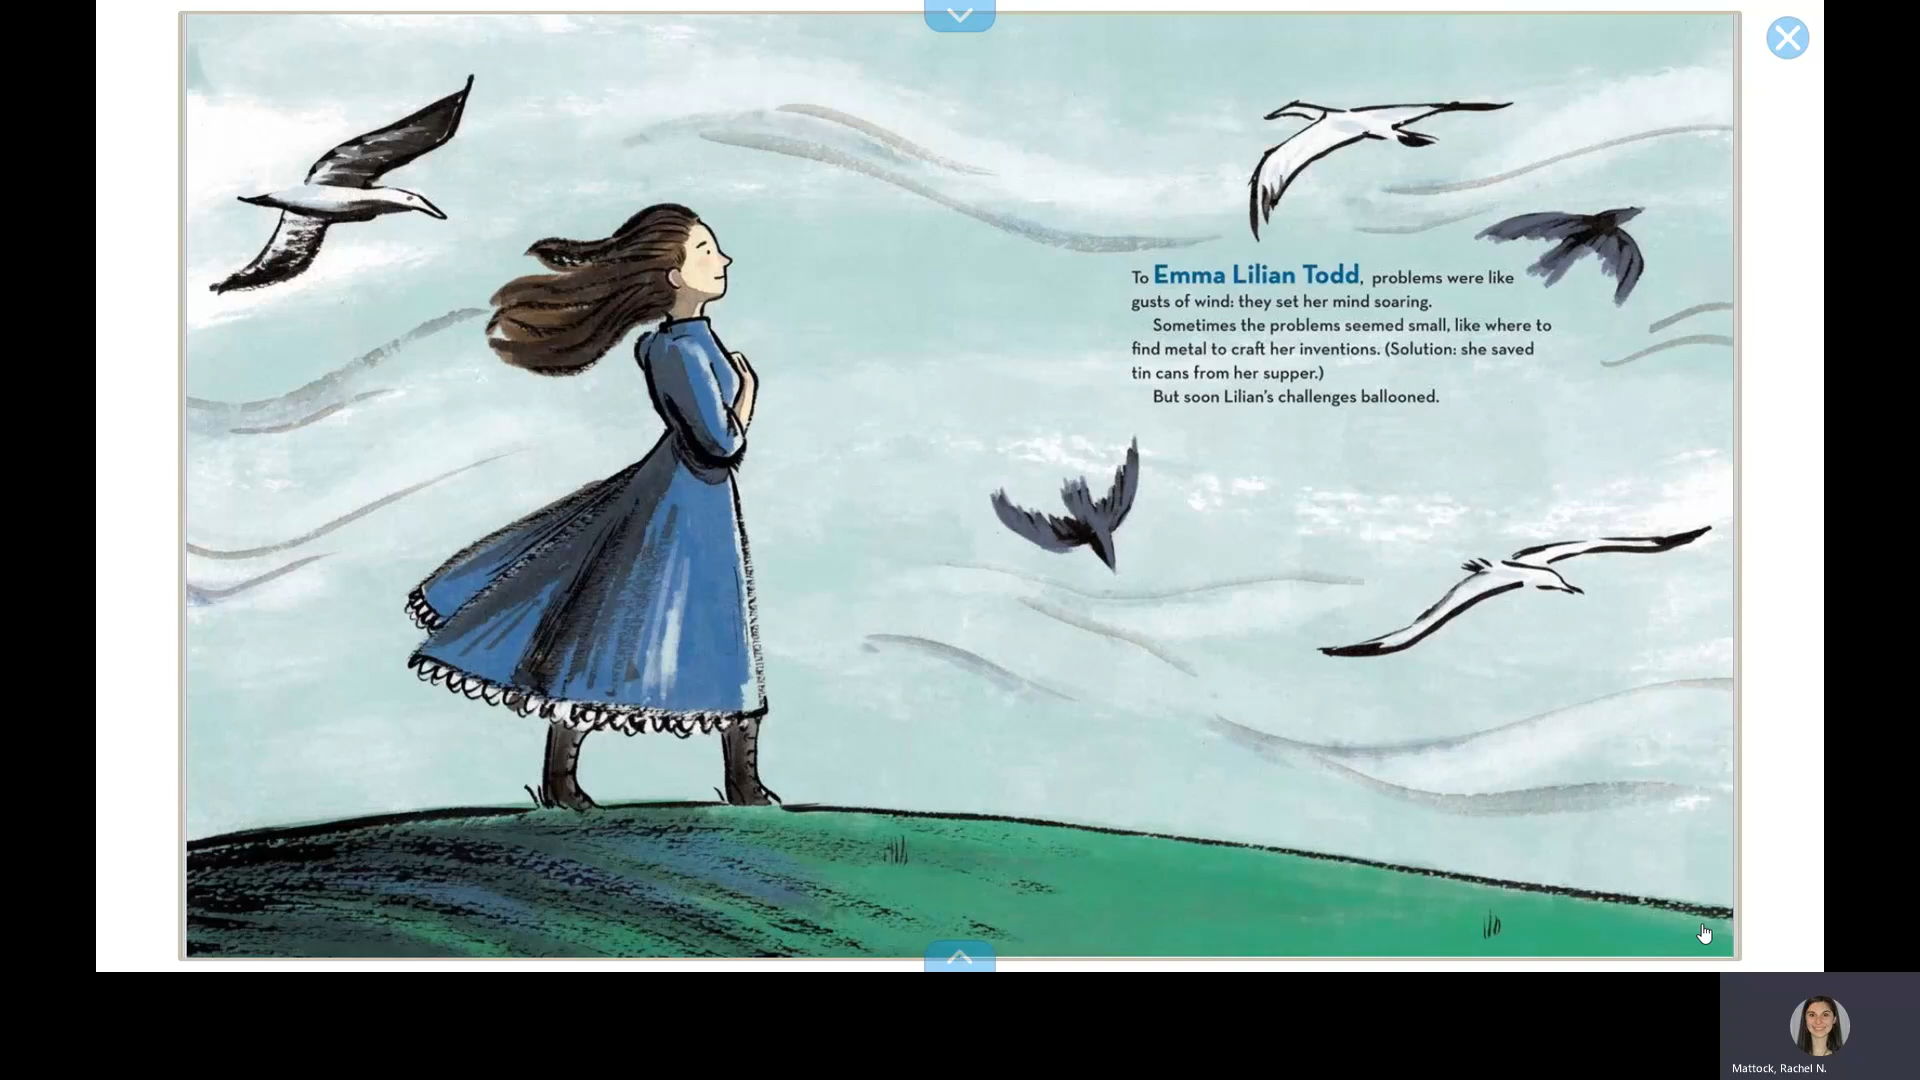 To Emma Lilian Todd, problems were like
gusts of wind: they set her mind soaring.
Sometimes the problems seemed small, like where to
find metal to craft her inventions. (Solution: she saved
tin cans from her supper.)
But soon Lilian's challenges ballooned.
Mattock, Rachel N.